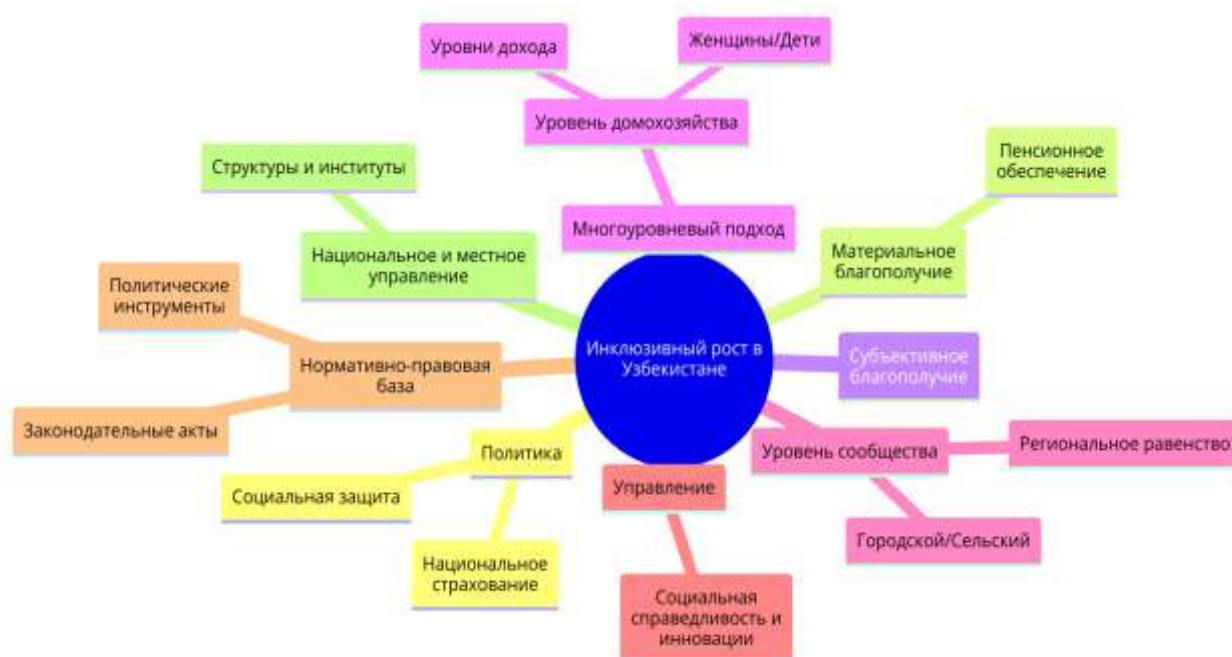 Уровни дохода
Женщины/Дети
Уровень домохозяйства
Структуры и институты
Пенсионное
обеспечение
Многоуровневый подход
Материальное
благополучие
Национальное и местное
управление
Политические
инструменты
Инклюзивный рост в
Узбекистане
Субъективное
благополучие
Нормативно-правовая
база
Законодательные акты
Политика
Уровень сообщества
Региональное равенство
Социальная защита
Управление
Городской/Сельский
Национальное
страхование
Социальная
справедливость и
инновации